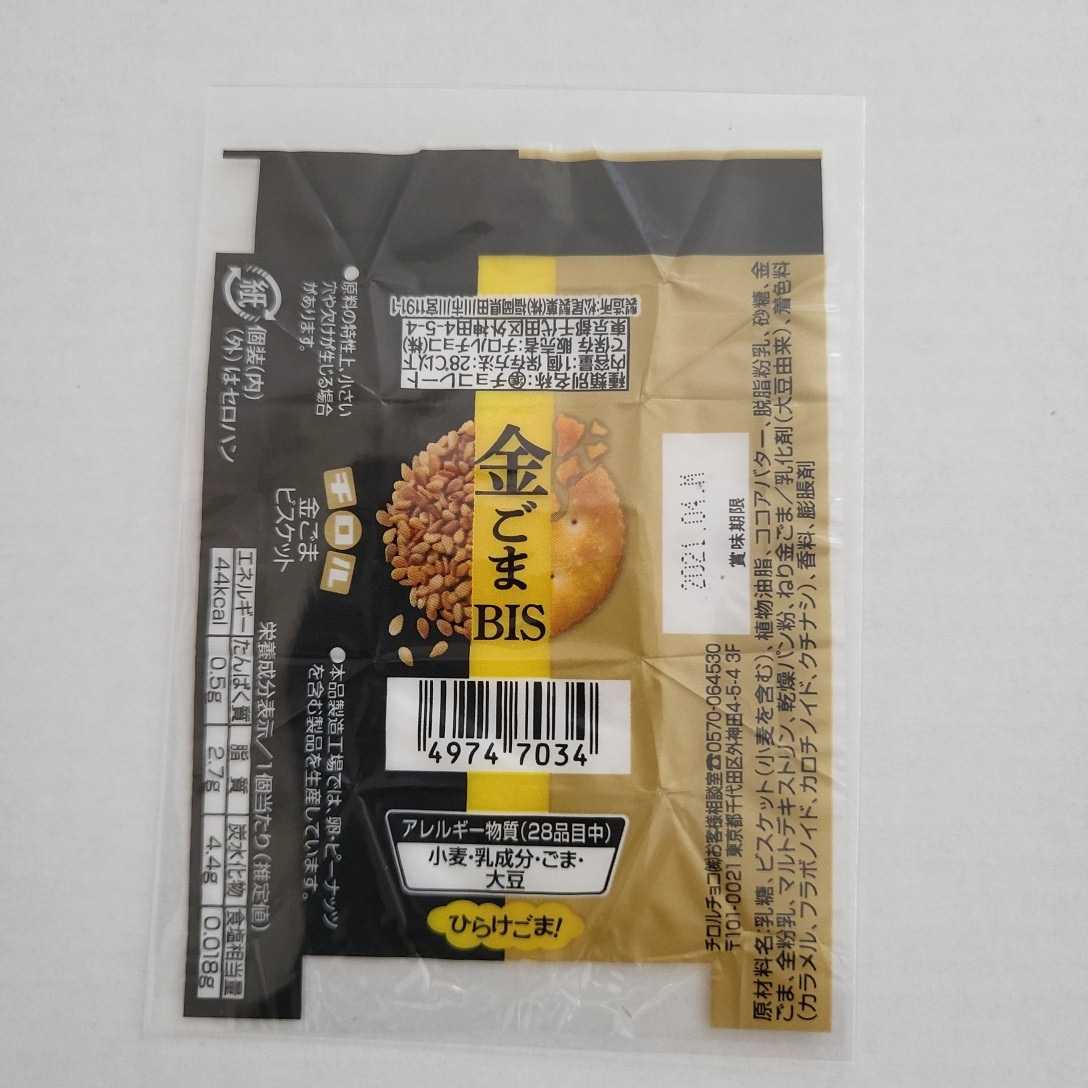 種類別名称:㊣チョコレート
内容量:1個 保存方法:28℃以下
で保存 販売者:チロルチョコ(株)
東京都千代田区外神田4-5-4
製造所:松尾製菓(株)福岡県田川市川宮1191-1
金ごま
BIS
4974 7034
アレルギー物質(28品目中)
小麦・乳成分・ごま・
大豆
ひらけごま!
チロル
金ごま
ビスケット
●原料の特性上、小さい
穴や欠けが生じる場合
があります。
紙
個装(内)
(外)はセロハン
●本品製造工場では、卵・ピーナッツ
を含む製品を生産しています。
栄養成分表示/1個当たり(推定値)
エネルギー たんぱく質 脂質 炭水化物 食塩相当量
44kcal 0.5g 2.7g 4.4g 0.018g
2021.04.
賞味期限
チロルチョコ㈱お客様相談室☎0570-064530
〒101-0021 東京都千代田区外神田4-5-4 3F
原材料名:乳糖、ビスケット(小麦を含む)、植物油脂、ココアバター、脱脂粉乳、砂糖、金
ごま、全粉乳、マルトデキストリン、乾燥パン粉、ねり金ごま/乳化剤(大豆由来)、着色料
(カラメル、フラボノイド、カロチノイド、クチナシ)、香料、膨脹剤